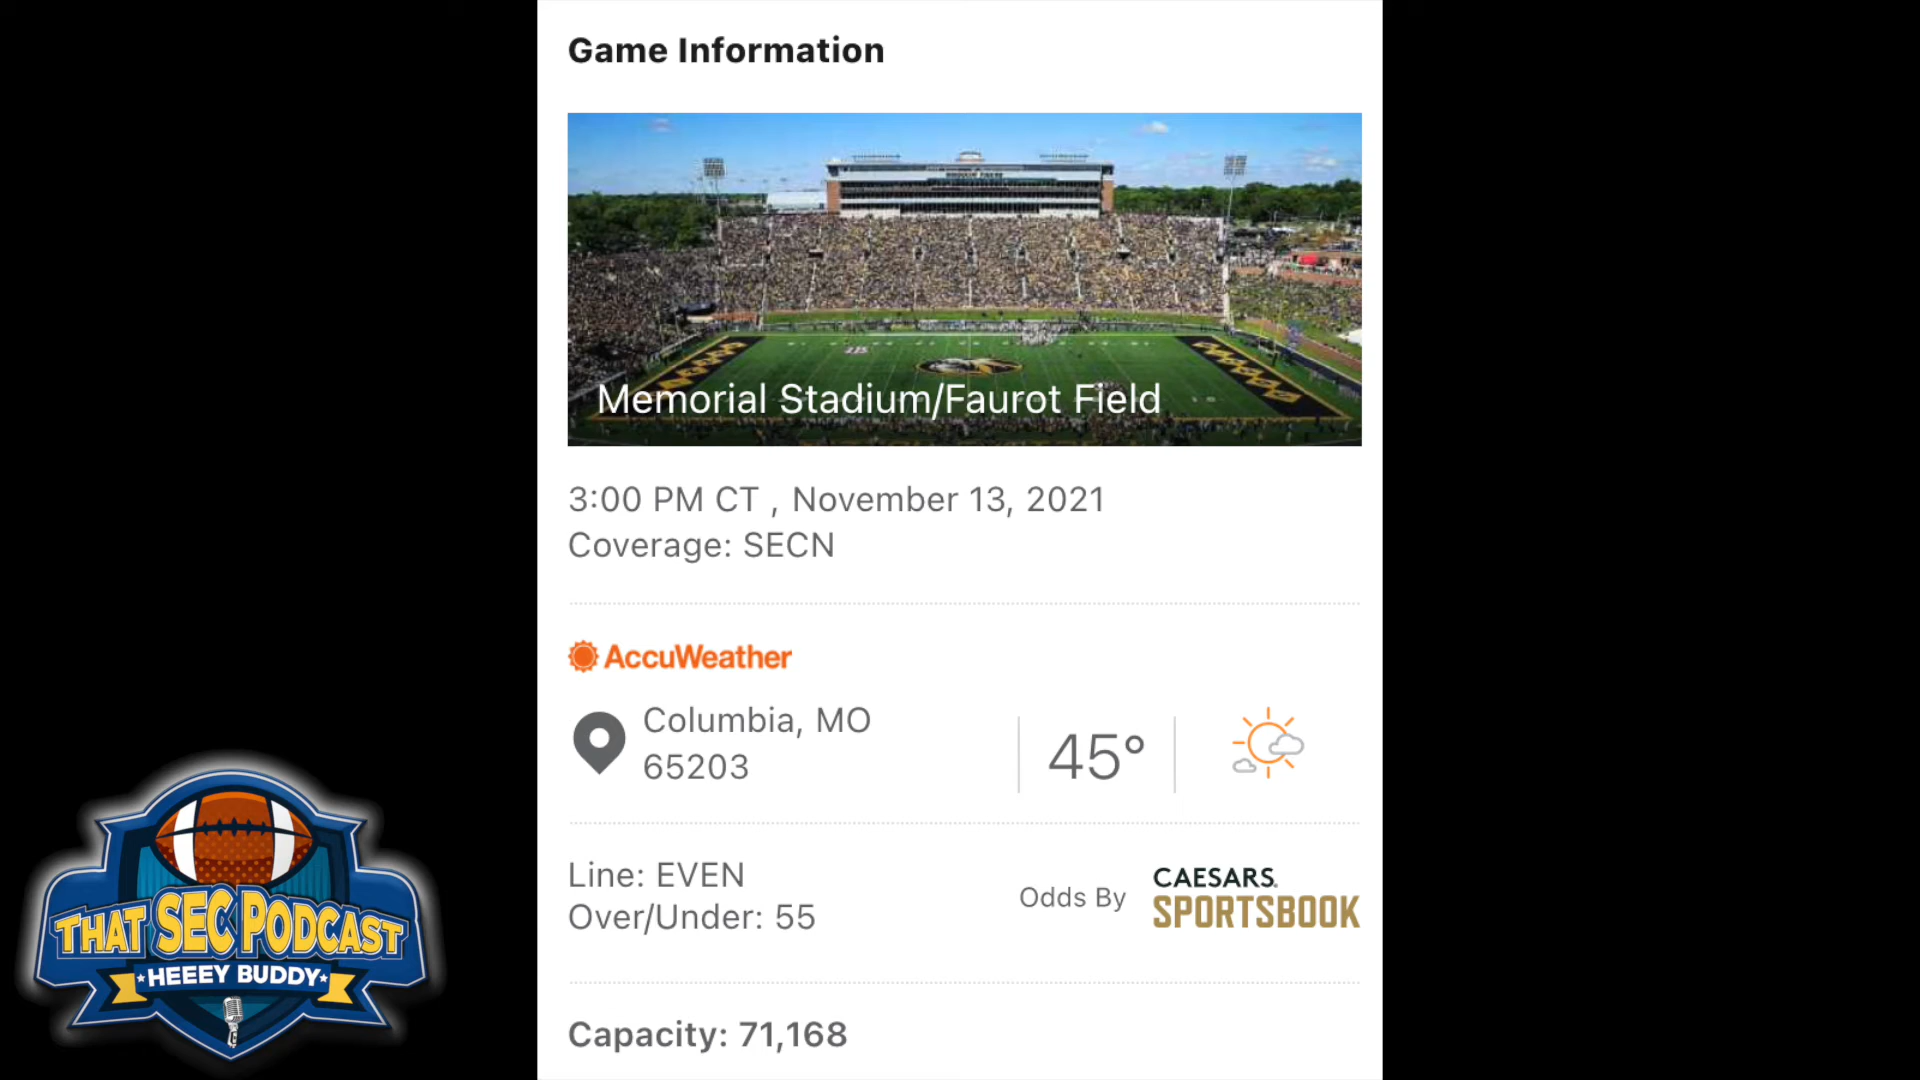 Game Information
Memorial Stadium/Faurot Field
3:00 PM CT , November 13, 2021
Coverage: SECN
AccuWeather
Columbia, MO
65203
45°
Line: EVEN
Over/Under: 55
Odds By
CAESARS
SPORTSBOOK
Capacity: 71,168
THAT SEC PODCAST
HEEEY BUDDY